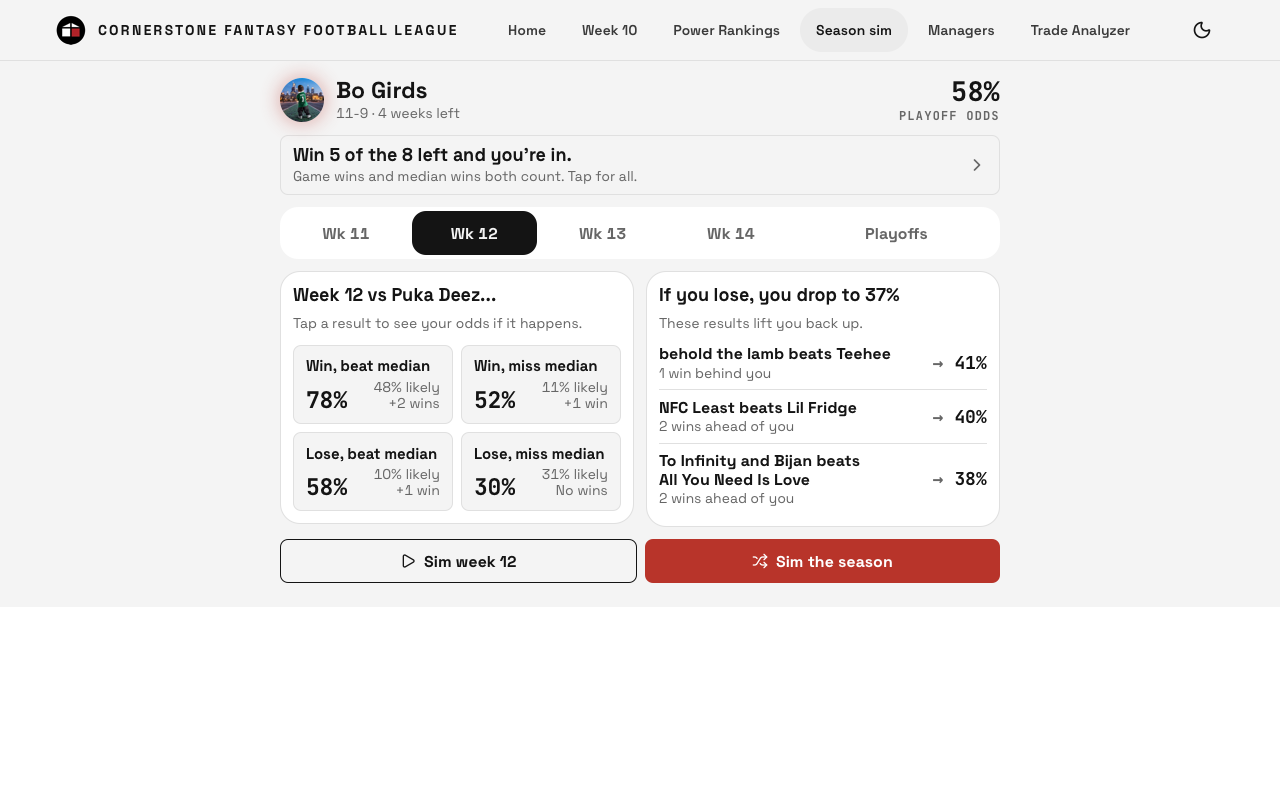 CORNERSTONE FANTASY FOOTBALL LEAGUE
Home
Week 10
Power Rankings
Season sim
Managers
Trade Analyzer
Bo Girds
11-9 · 4 weeks left
58%
PLAYOFF ODDS
Win 5 of the 8 left and you’re in.
Game wins and median wins both count. Tap for all.
Wk 11
Wk 12
Wk 13
Wk 14
Playoffs
Week 12 vs Puka Deez...
Tap a result to see your odds if it happens.
Win, beat median
78%
48% likely
+2 wins
Win, miss median
52%
11% likely
+1 win
Lose, beat median
58%
10% likely
+1 win
Lose, miss median
30%
31% likely
No wins
If you lose, you drop to 37%
These results lift you back up.
behold the lamb beats Teehee
1 win behind you
→ 41%
NFC Least beats Lil Fridge
2 wins ahead of you
→ 40%
To Infinity and Bijan beats
All You Need Is Love
2 wins ahead of you
→ 38%
Sim week 12
Sim the season